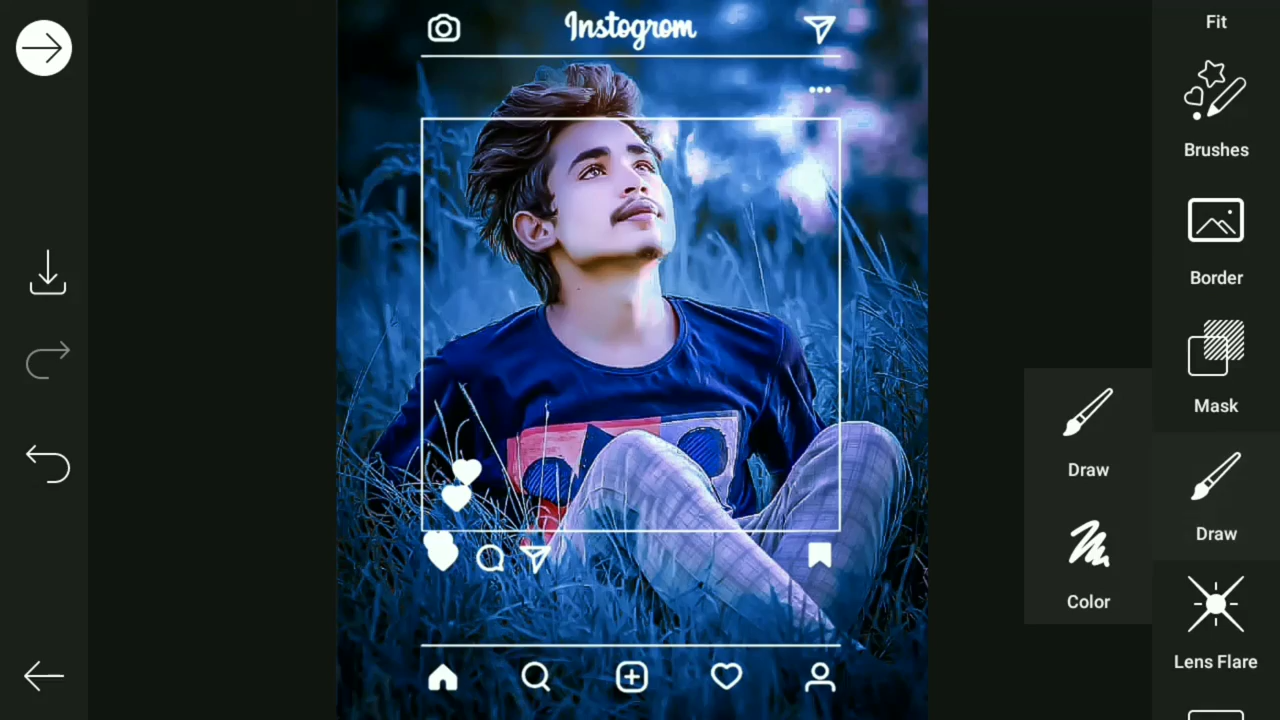 Instogrom
Fit
Brushes
Border
Mask
Draw
Draw
Color
Lens Flare